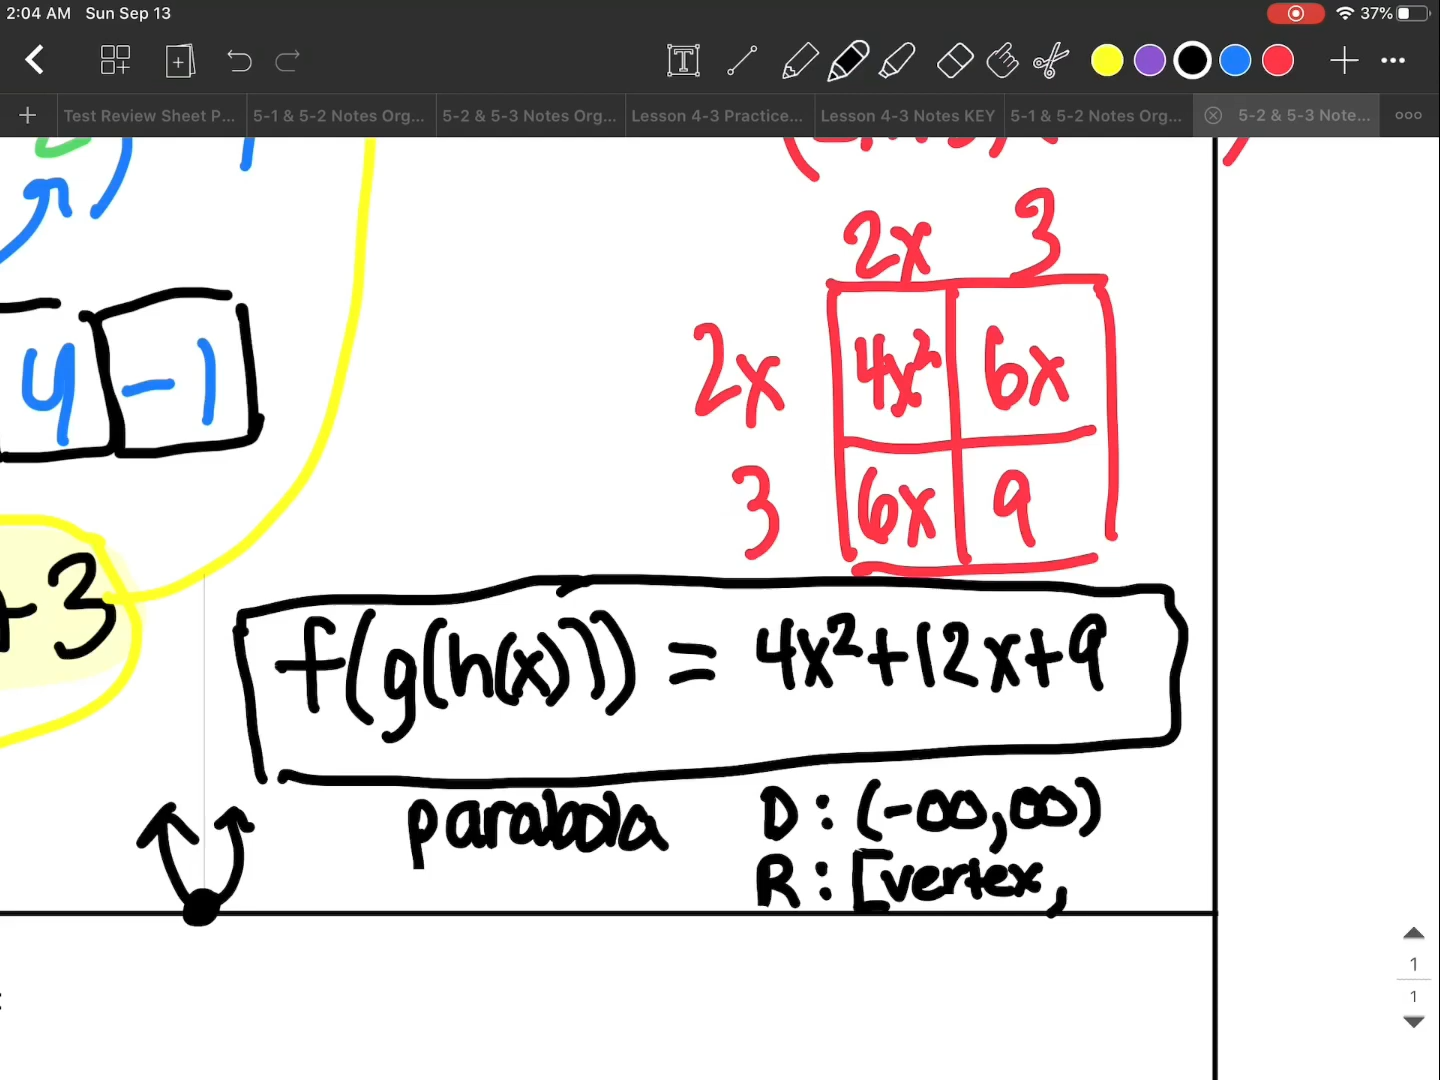 2:04 AM Sun Sep 13 37%
T
+ Test Review Sheet P... 5-1 & 5-2 Notes Org... 5-2 & 5-3 Notes Org... Lesson 4-3 Practice... Lesson 4-3 Notes KEY 5-1 & 5-2 Notes Org... 5-2 & 5-3 Note...
2x 3
2x 4x² 6x
4 -1
3 6x 9
+3
f(g(h(x))) = 4x²+12x+9
parabola D: (-∞,∞)
R: [vertex,
1
1